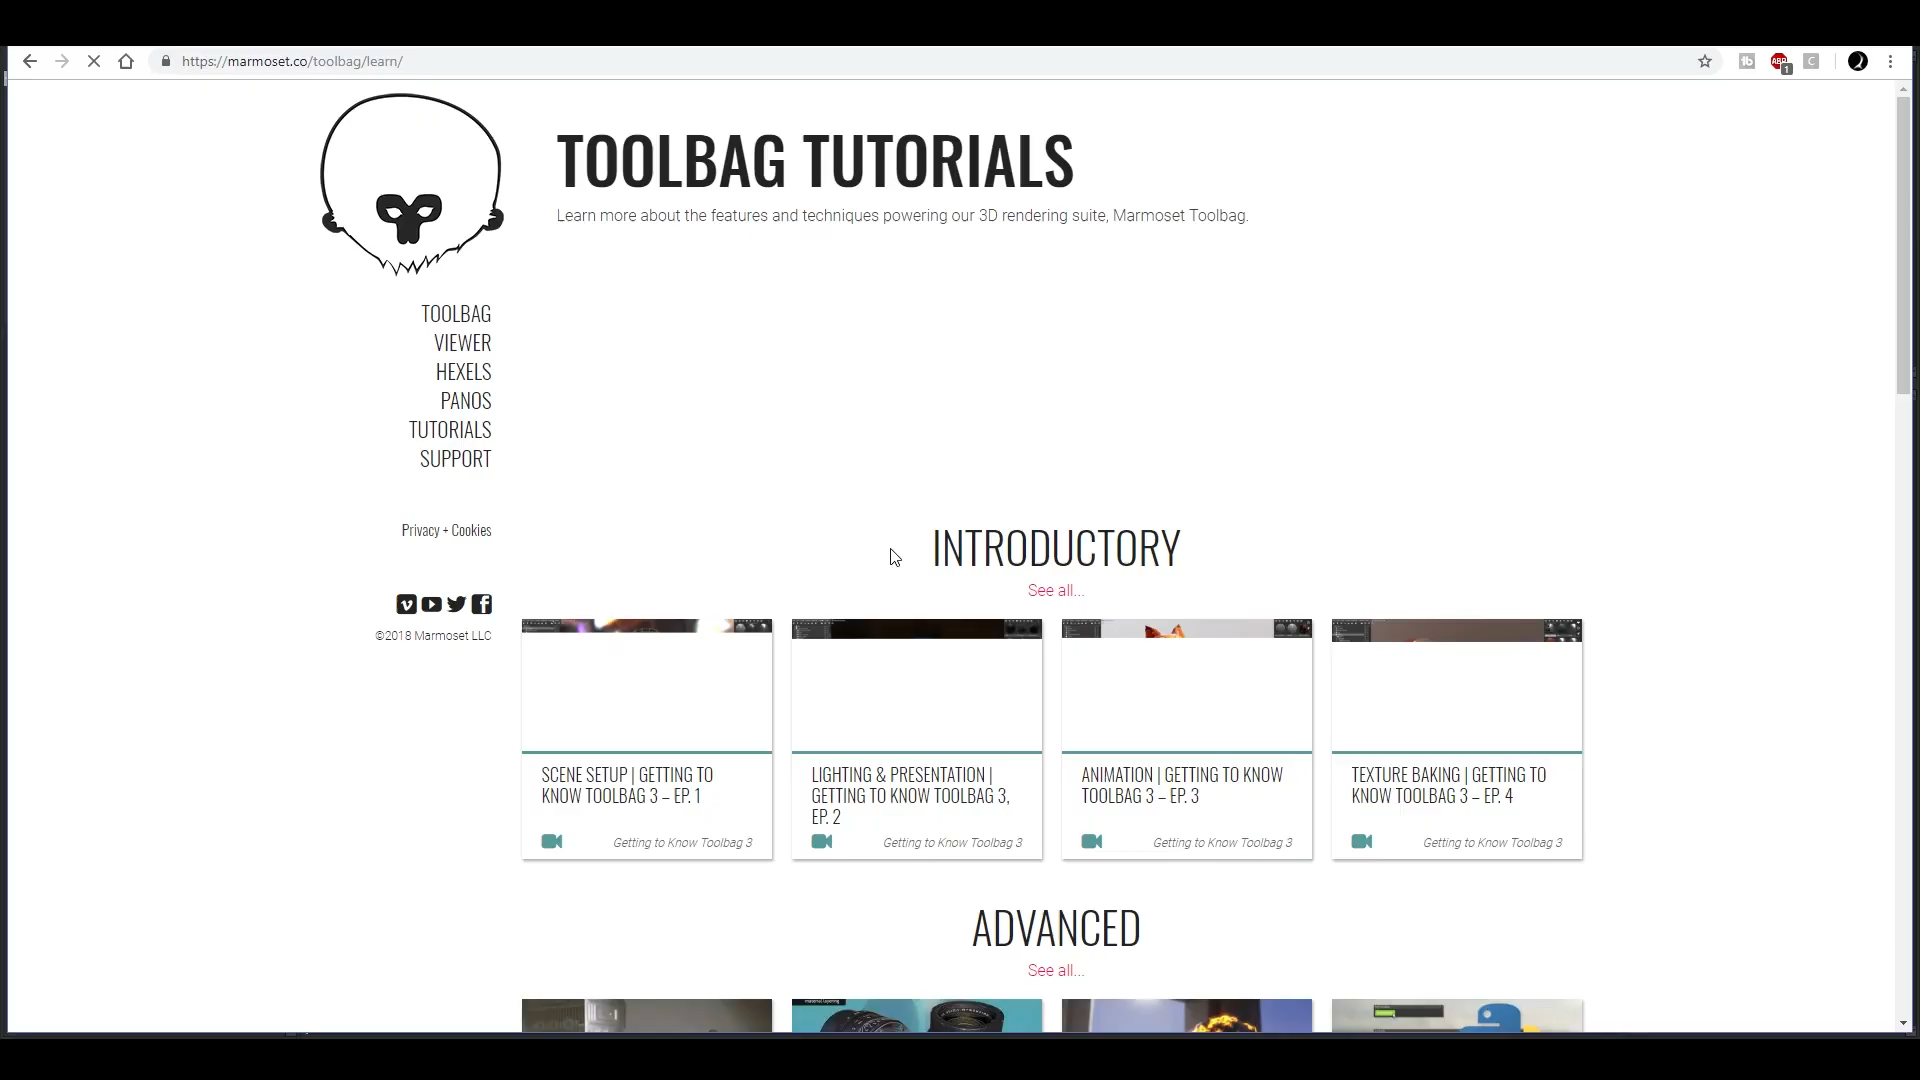 https://marmoset.co/toolbag/learn/
1b
ABP
1
C
TOOLBAG TUTORIALS
Learn more about the features and techniques powering our 3D rendering suite, Marmoset Toolbag.
TOOLBAG
VIEWER
HEXELS
PANOS
TUTORIALS
SUPPORT
Privacy + Cookies
©2018 Marmoset LLC
INTRODUCTORY
See all...
SCENE SETUP | GETTING TO
KNOW TOOLBAG 3 – EP. 1
Getting to Know Toolbag 3
LIGHTING & PRESENTATION |
GETTING TO KNOW TOOLBAG 3,
EP. 2
Getting to Know Toolbag 3
ANIMATION | GETTING TO KNOW
TOOLBAG 3 – EP. 3
Getting to Know Toolbag 3
TEXTURE BAKING | GETTING TO
KNOW TOOLBAG 3 – EP. 4
Getting to Know Toolbag 3
ADVANCED
See all...